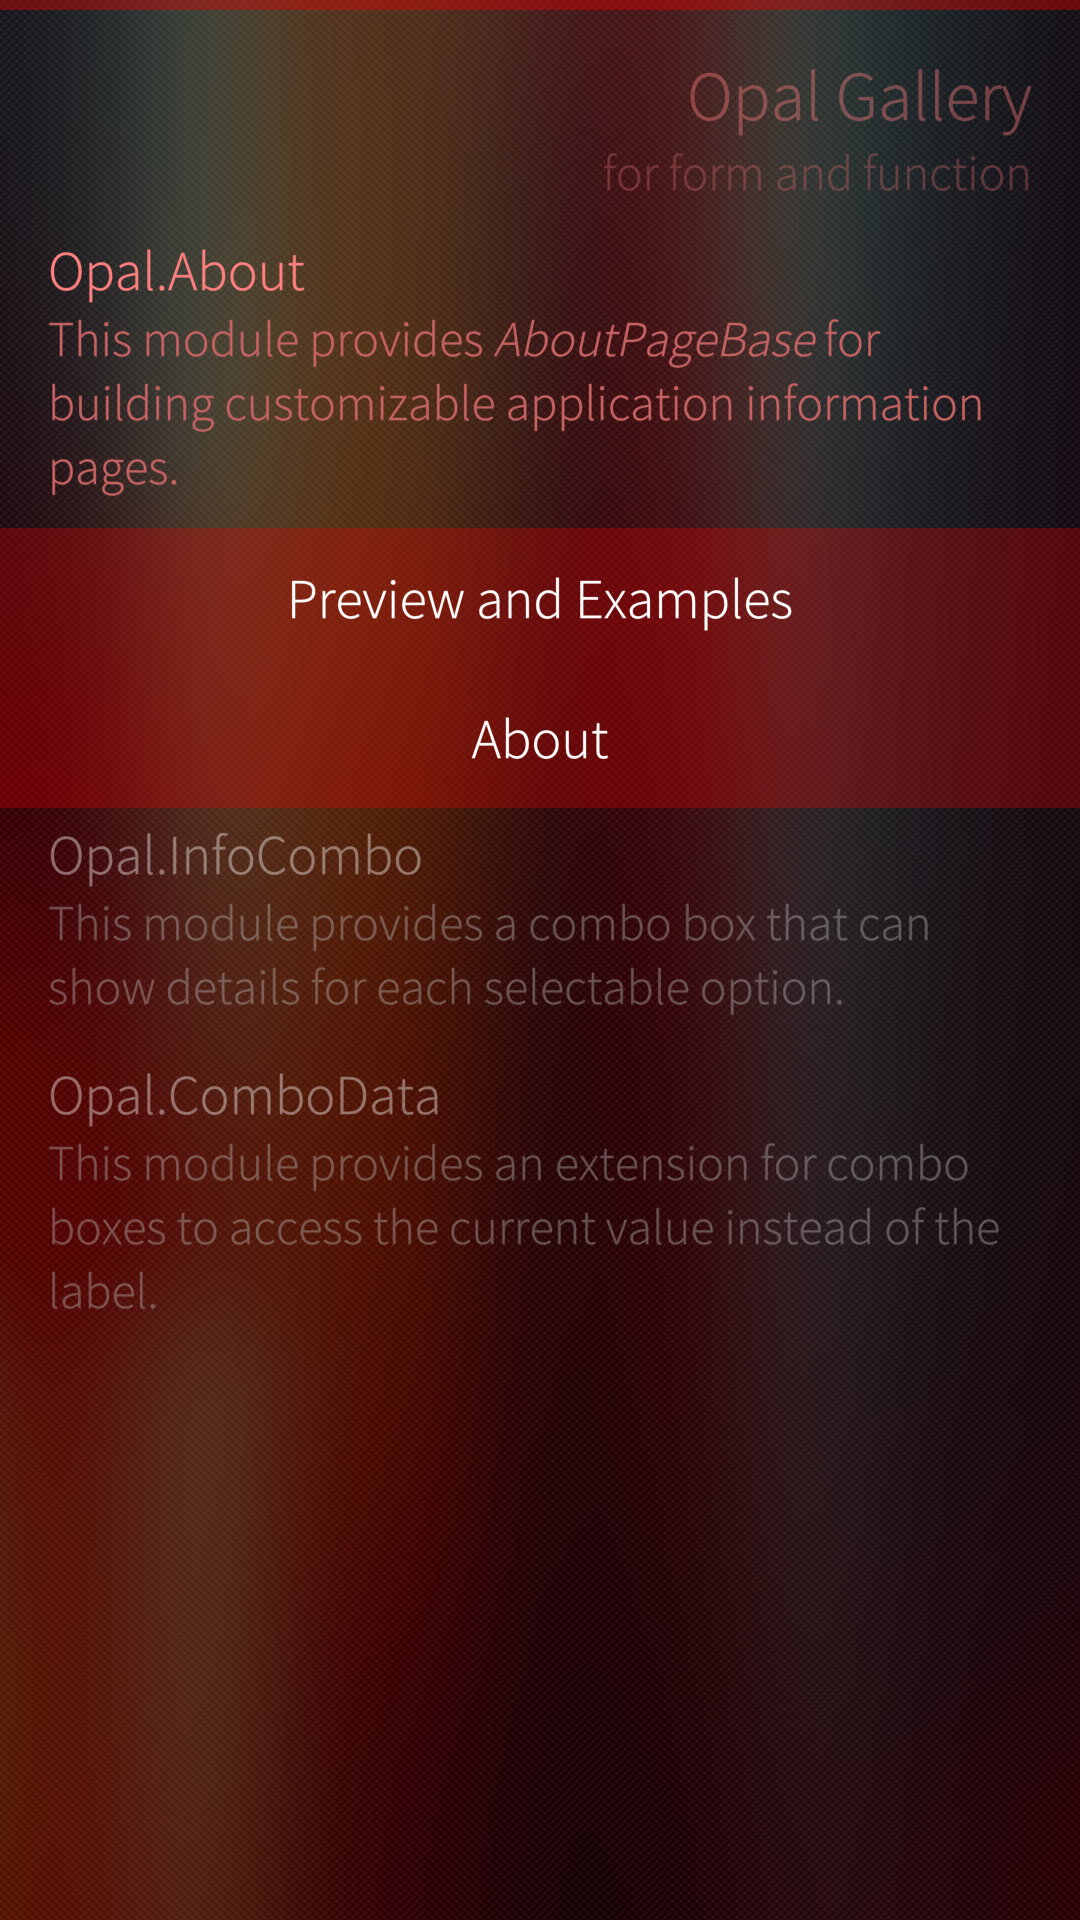 Opal Gallery
for form and function
Opal.About
This module provides AboutPageBase for
building customizable application information
pages.
Preview and Examples
About
Opal.InfoCombo
This module provides a combo box that can
show details for each selectable option.
Opal.ComboData
This module provides an extension for combo
boxes to access the current value instead of the
label.